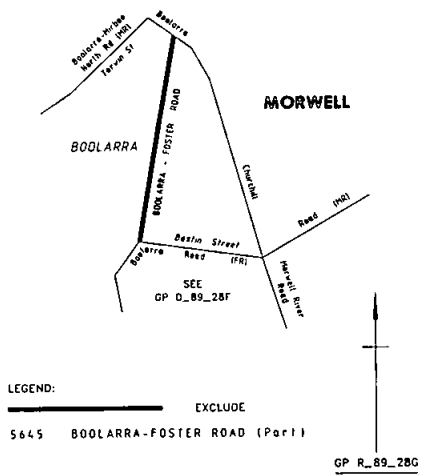 Boolarra
Boolarra-Mirboo
North Rd (MR)
Tarwin St
MORWELL
BOOLARRA
BOOLARRA - FOSTER ROAD
Churchill
Road (MR)
Bastin Street
Boolarra Road (FR)
Morwell River
Road
SEE
GP D_89_28F
LEGEND:
EXCLUDE
5645 BOOLARRA-FOSTER ROAD (Part)
GP R_89_28G